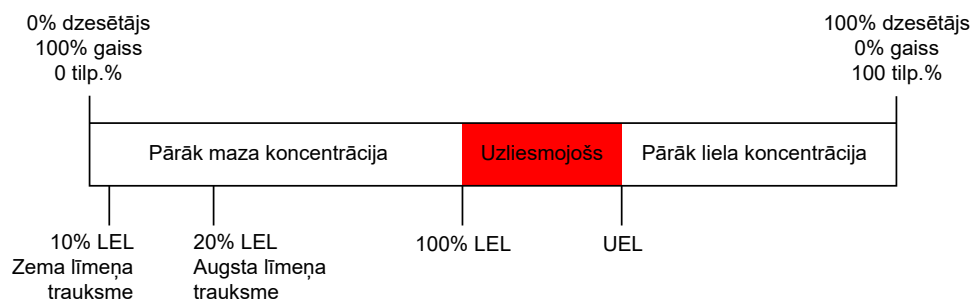 0% dzesētājs
100% gaiss
0 tilp.%
100% dzesētājs
0% gaiss
100 tilp.%
Pārāk maza koncentrācija
Uzliesmojošs
Pārāk liela koncentrācija
10% LEL
Zema līmeņa
trauksme
20% LEL
Augsta līmeņa
trauksme
100% LEL
UEL